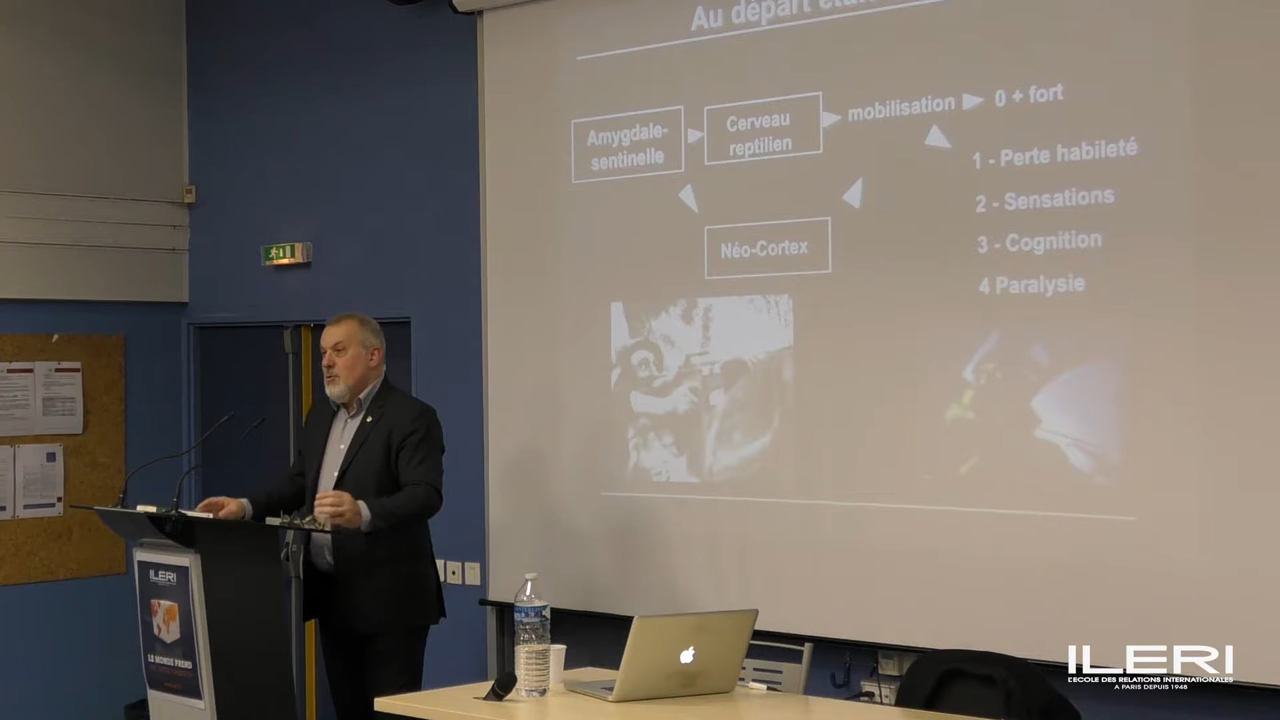 Au départ
Amygdale-
sentinelle
Cerveau
reptilien
mobilisation
0 + fort
1 - Perte habileté
2 - Sensations
3 - Cognition
4 Paralysie
Néo-Cortex
ILERI
LE MONDE PREND
ILERI
L'ECOLE DES RELATIONS INTERNATIONALES
A PARIS DEPUIS 1948